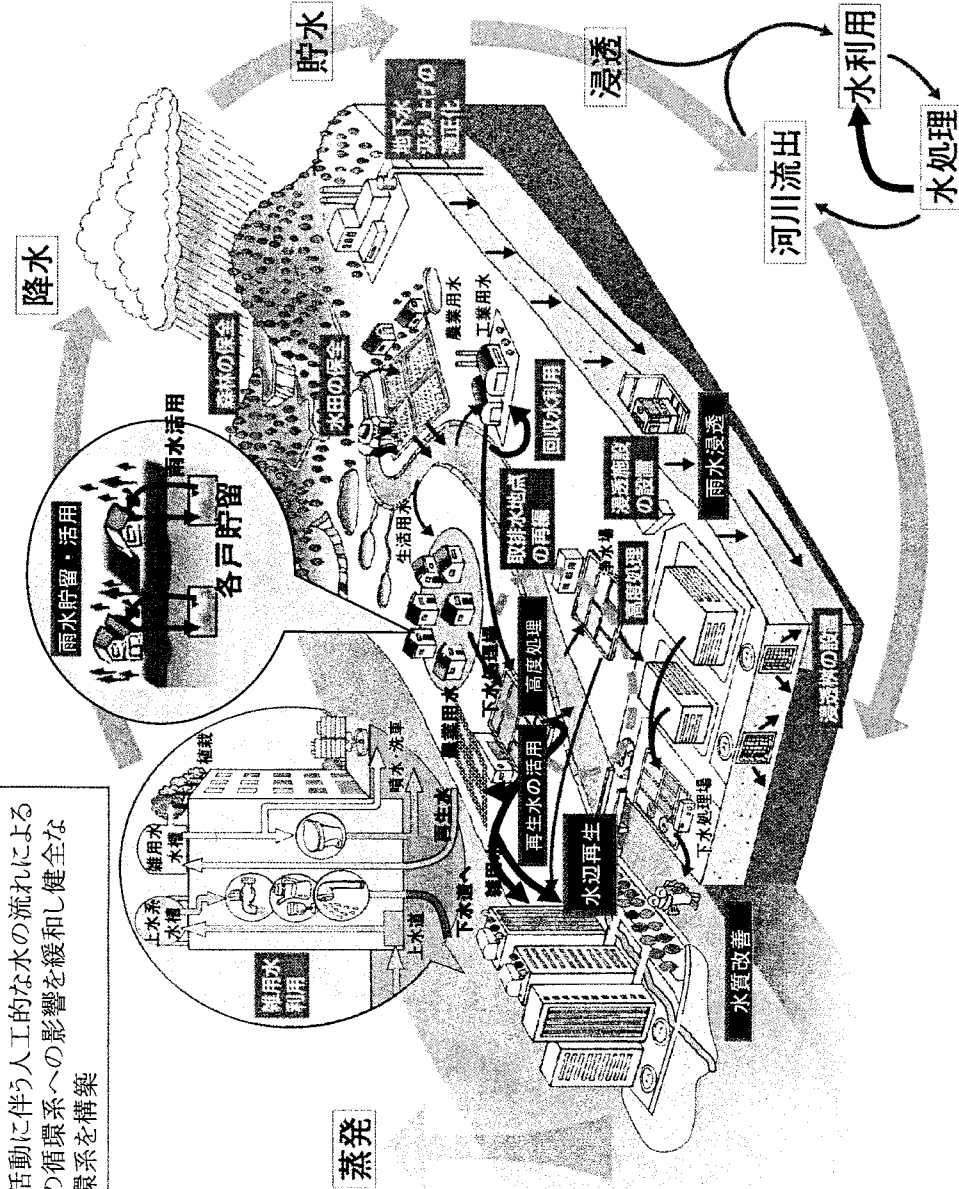 活動に伴う人工的な水の流れによる
の循環系への影響を緩和し健全な
環系を構築
蒸発
降水
貯水
浸透
河川流出
水利用
水処理
雨水貯留・活用
雨水活用
各戸貯留
雑用水
利用
上水系
水槽
雑用水
水槽
植栽
噴水
洗車
再生水
上水道
下水道へ
森林の保全
水田の保全
地下水
汲み上げの
適正化
農業用水
工業用水
回収水利用
生活用水
取排水地点
の再編
農業用水
下水処理場
高度処理
再生水の活用
水辺再生
浄水場
高度処理
浸透施設
の設置
雨水浸透
浸透桝の設置
下水処理場
水質改善